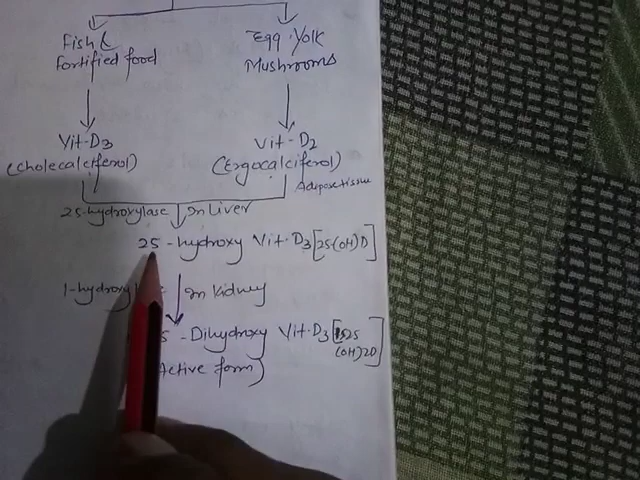 Fish & Egg Yolk
Fortified food Mushrooms
Vit-D3 Vit-D2
(Cholecalciferol) (Ergocalciferol)
Adipose tissue
25-hydroxylase In Liver
25-hydroxy Vit-D3 [25(OH)D]
In Kidney
-Dihydroxy Vit-D3
(OH)2D
Active form)